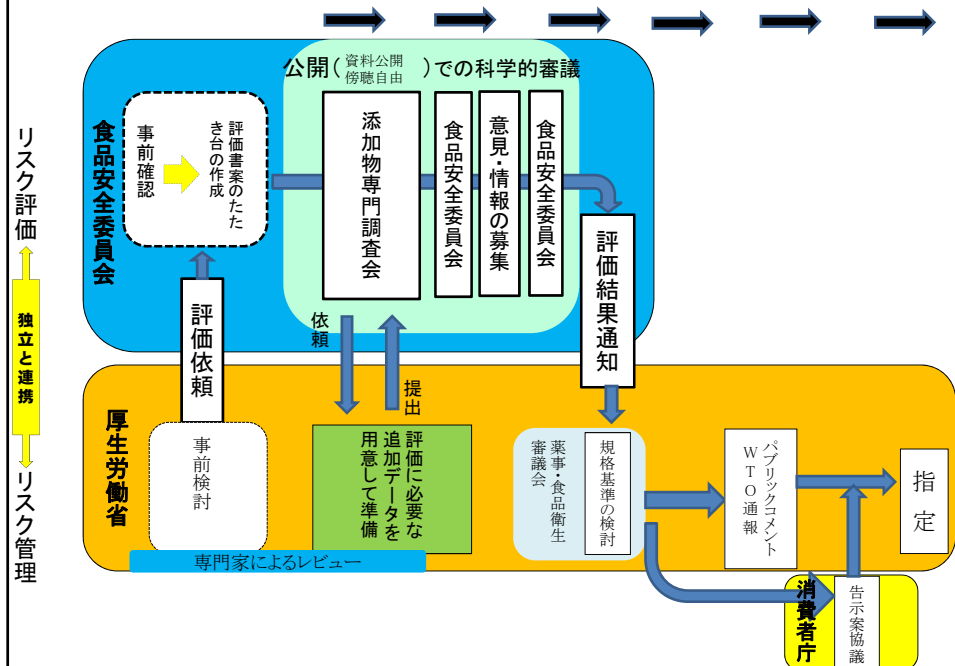 リスク評価
独立と連携
リスク管理
食品安全委員会
事前確認
評価書案のたた
き台の作成
公開(資料公開
傍聴自由)での科学的審議
添加物専門調査会
食品安全委員会
意見・情報の募集
食品安全委員会
評価結果通知
評価依頼
依頼
提出
厚生労働省
事前検討
評価に必要な
追加データを
用意して準備
専門家によるレビュー
薬事・食品衛生
審議会
規格基準の検討
パブリックコメント
WTO通報
指定
消費者庁
告示案協議